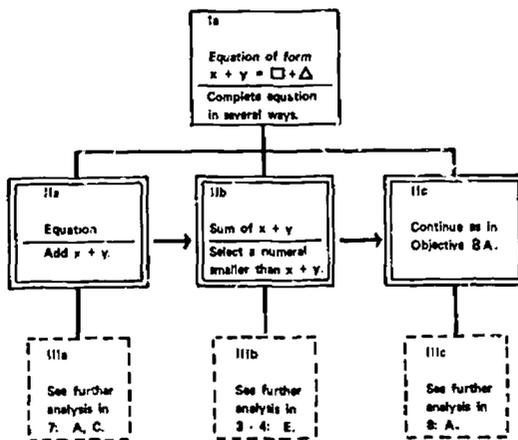 Ia
Equation of form
x + y = □ + △
Complete equation
in several ways.
IIa
Equation
Add x + y.
IIb
Sum of x + y
Select a numeral
smaller than x + y.
IIc
Continue as in
Objective 8A.
IIIa
See further
analysis in
7: A, C.
IIIb
See further
analysis in
3 - 4: E.
IIIc
See further
analysis in
8: A.